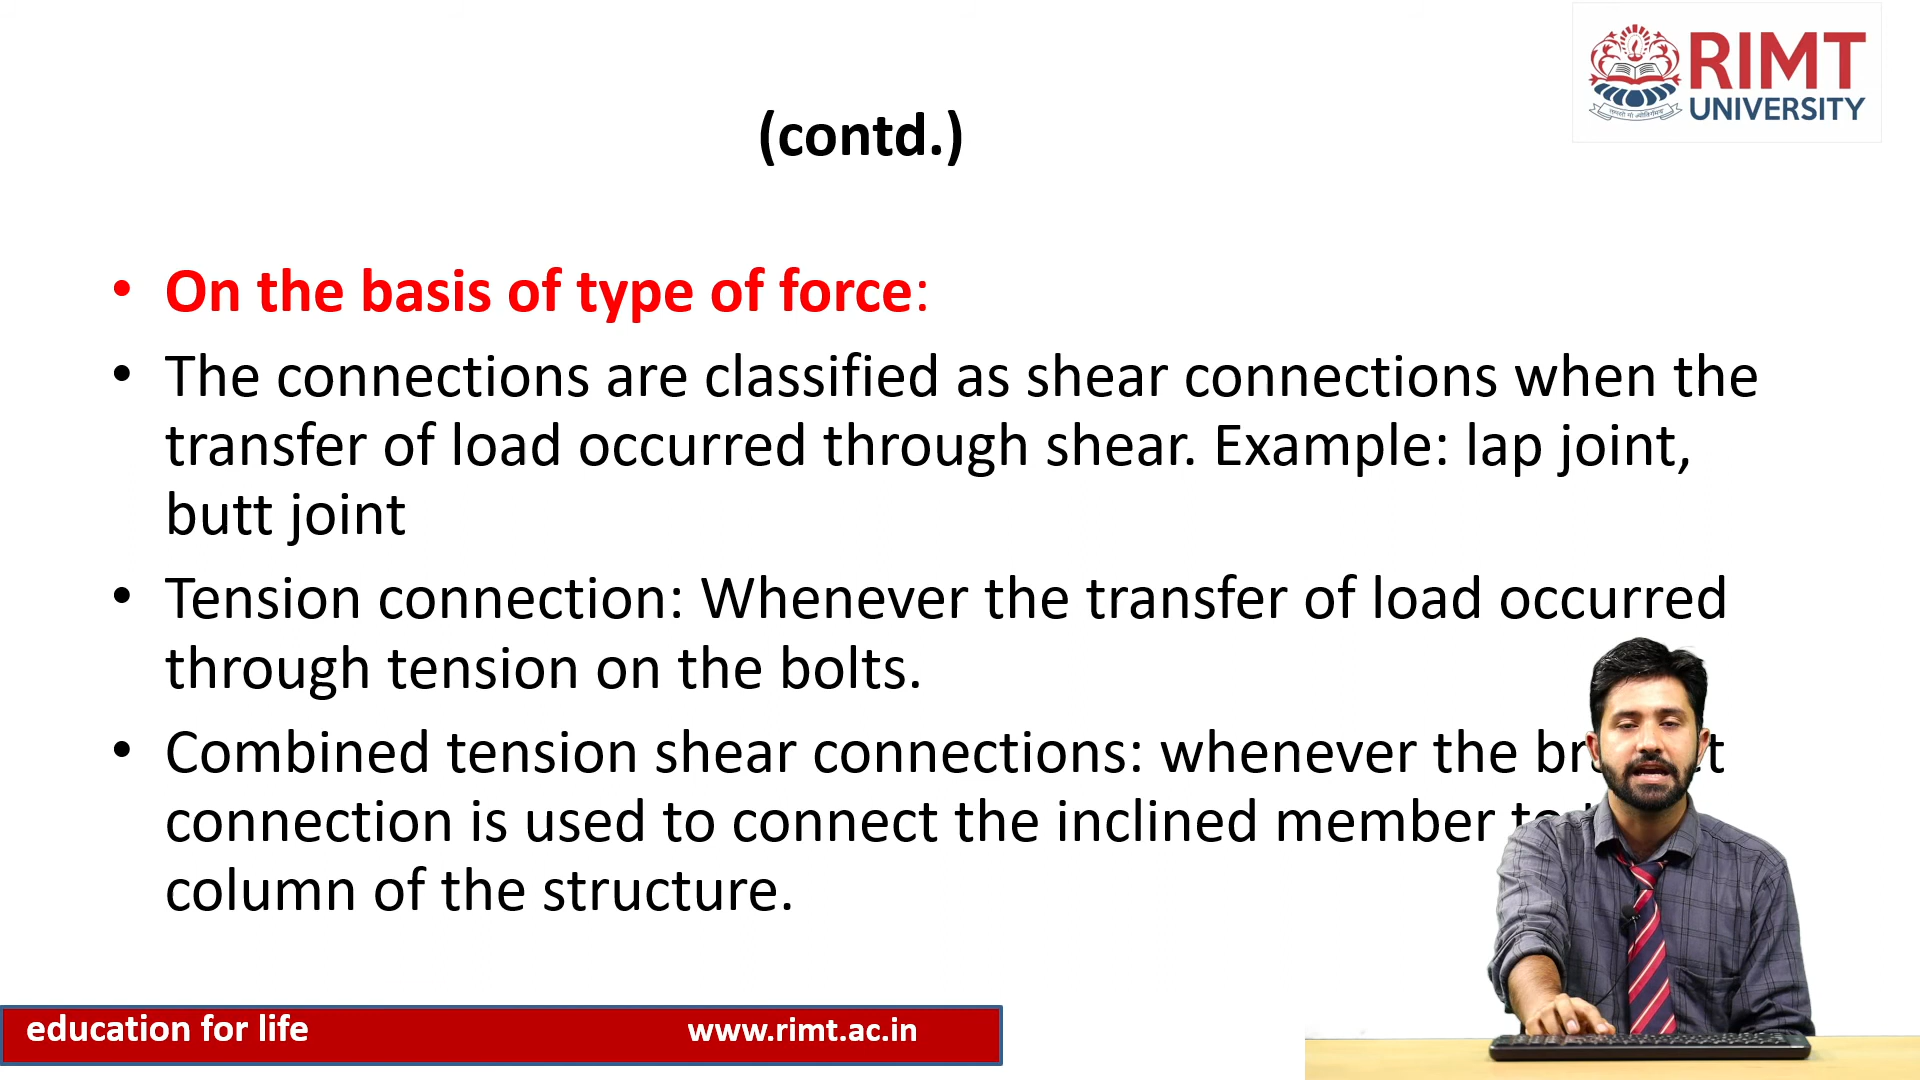 RIMT
UNIVERSITY
(contd.)
• On the basis of type of force:
• The connections are classified as shear connections when the
transfer of load occurred through shear. Example: lap joint,
butt joint
• Tension connection: Whenever the transfer of load occurred
through tension on the bolts.
• Combined tension shear connections: whenever the
connection is used to connect the inclined member to
column of the structure.
education for life www.rimt.ac.in